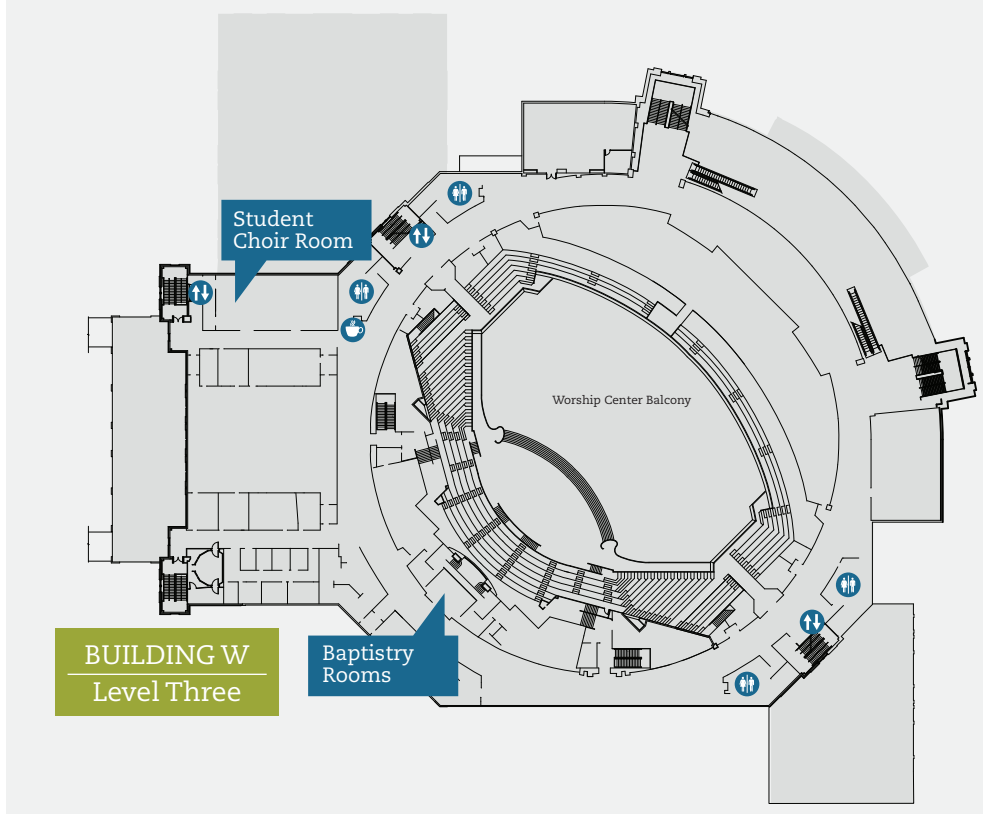 Student
Choir Room
Worship Center Balcony
BUILDING W
Level Three
Baptistry
Rooms